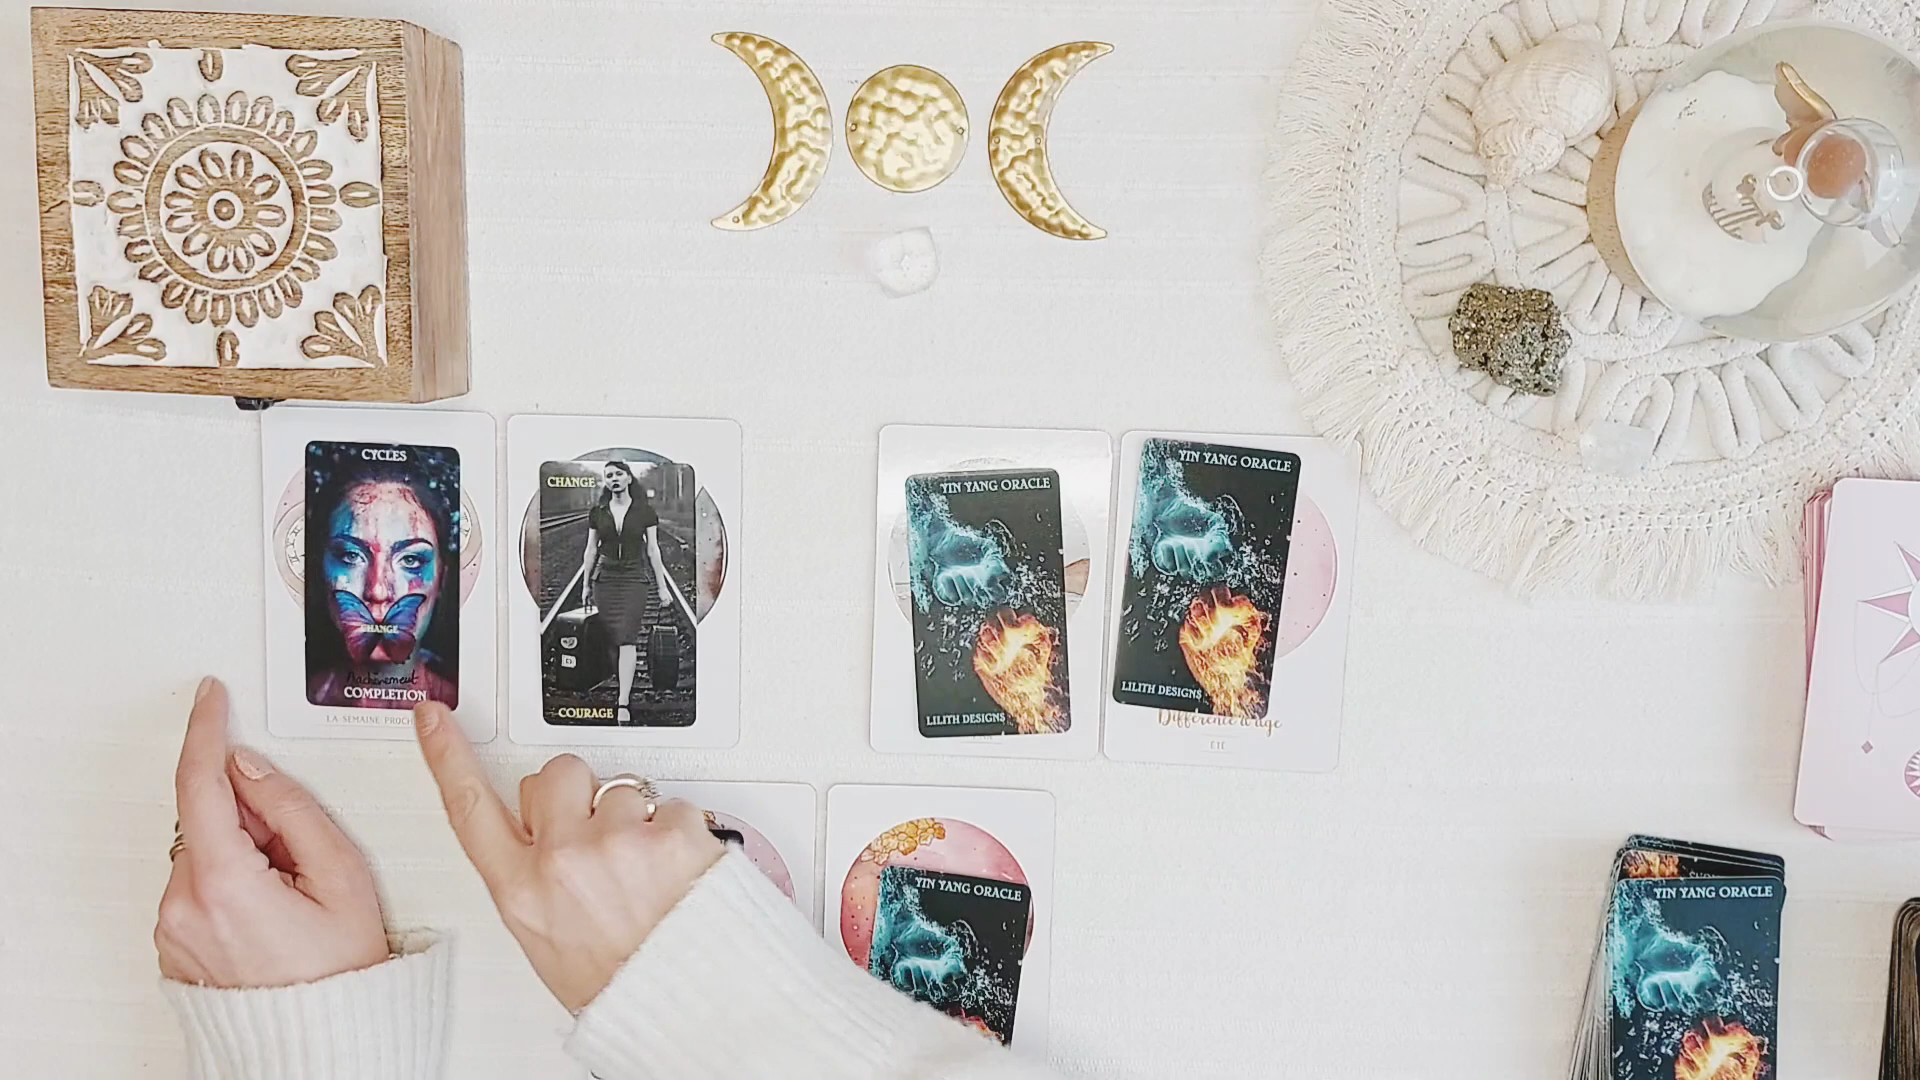 CYCLES
CHANGE
COMPLETION
LA SEMAINE PROCH
CHANGE
COURAGE
YIN YANG ORACLE
LILITH DESIGNS
YIN YANG ORACLE
LILITH DESIGNS
Différence d'âge
ÉTÉ
YIN YANG ORACLE
YIN YANG ORACLE